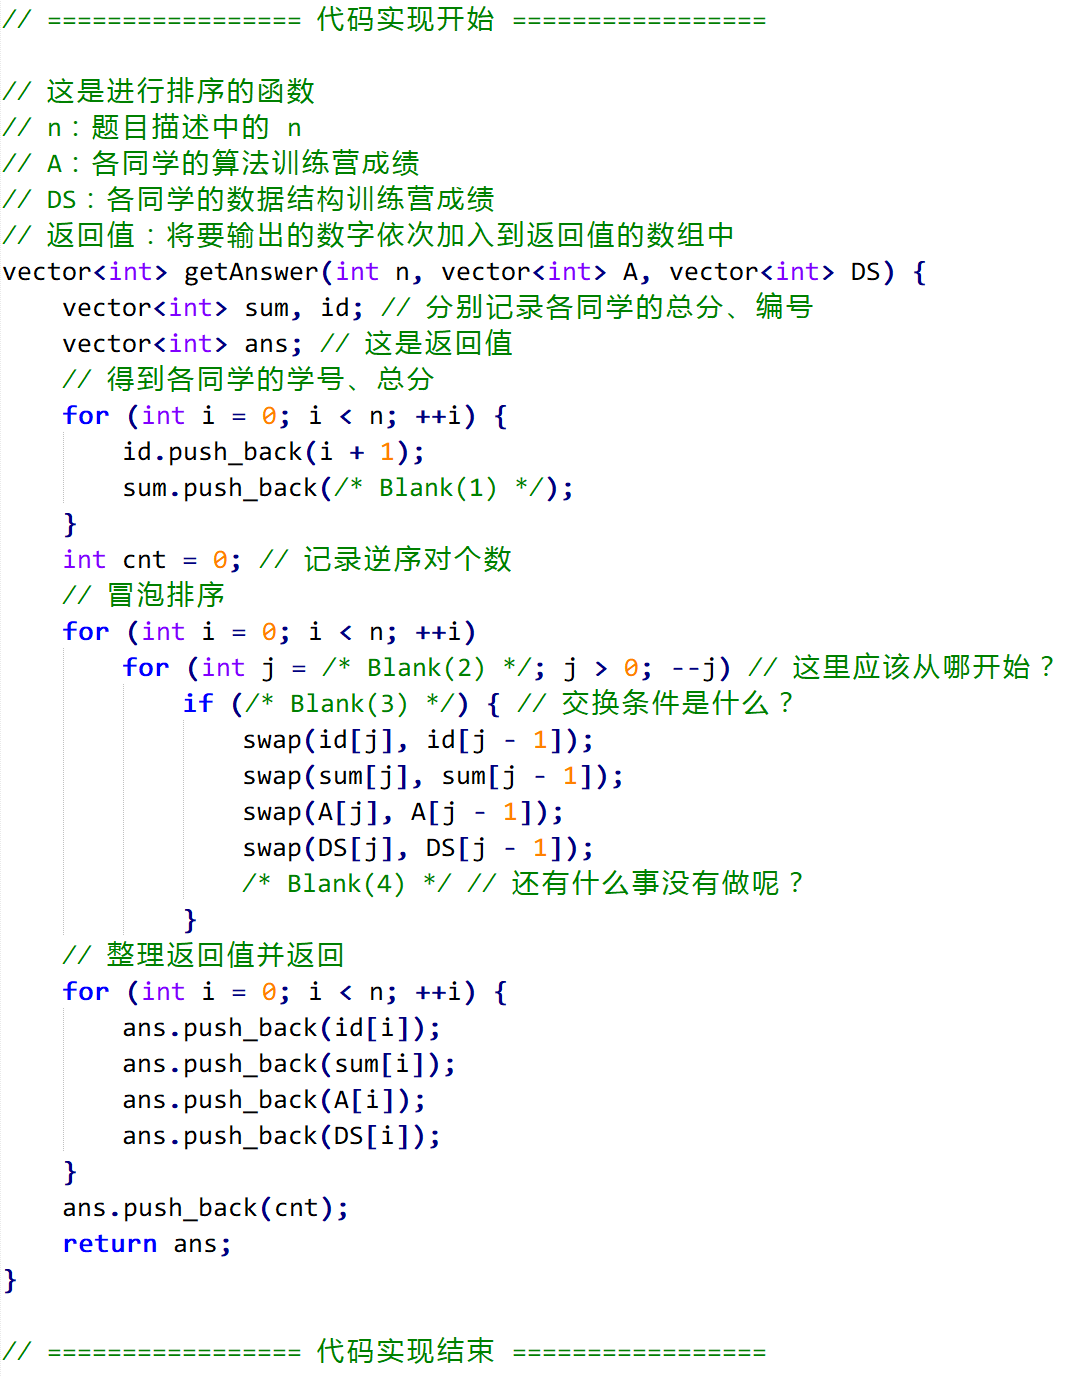 // ================= 代码实现开始 =================
// 这是进行排序的函数
// n：题目描述中的 n
// A：各同学的算法训练营成绩
// DS：各同学的数据结构训练营成绩
// 返回值：将要输出的数字依次加入到返回值的数组中
vector<int> getAnswer(int n, vector<int> A, vector<int> DS) {
    vector<int> sum, id; // 分别记录各同学的总分、编号
    vector<int> ans; // 这是返回值
    // 得到各同学的学号、总分
    for (int i = 0; i < n; ++i) {
        id.push_back(i + 1);
        sum.push_back(/* Blank(1) */);
    }
    int cnt = 0; // 记录逆序对个数
    // 冒泡排序
    for (int i = 0; i < n; ++i)
        for (int j = /* Blank(2) */; j > 0; --j) // 这里应该从哪开始？
            if (/* Blank(3) */) { // 交换条件是什么？
                swap(id[j], id[j - 1]);
                swap(sum[j], sum[j - 1]);
                swap(A[j], A[j - 1]);
                swap(DS[j], DS[j - 1]);
                /* Blank(4) */ // 还有什么事没有做呢？
            }
    // 整理返回值并返回
    for (int i = 0; i < n; ++i) {
        ans.push_back(id[i]);
        ans.push_back(sum[i]);
        ans.push_back(A[i]);
        ans.push_back(DS[i]);
    }
    ans.push_back(cnt);
    return ans;
}
// ================= 代码实现结束 =================